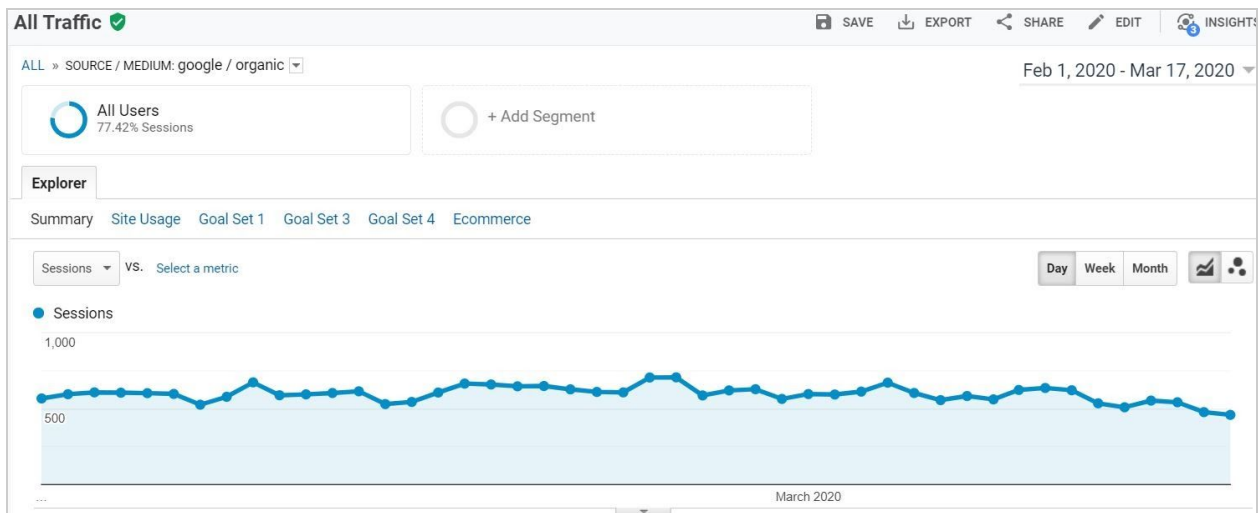 All Traffic
SAVE EXPORT SHARE EDIT 3 INSIGHTS
ALL » SOURCE / MEDIUM: google / organic
Feb 1, 2020 - Mar 17, 2020
All Users
77.42% Sessions
+ Add Segment
Explorer
Summary Site Usage Goal Set 1 Goal Set 3 Goal Set 4 Ecommerce
Sessions VS. Select a metric
Day Week Month
Sessions
1,000
500
... March 2020